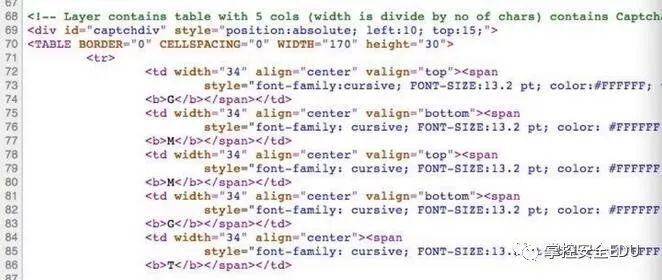 67
68 <!-- Layer contains table with 5 cols (width is divide by no of chars) contains Captch
69 <div id="captchdiv" style="position:absolute; left:10; top:15;">
70 <TABLE BORDER="0" CELLSPACING="0" WIDTH="170" height="30">
71 <tr>
72 <td width="34" align="center" valign="top"><span
73 style="font-family:cursive; FONT-SIZE:13.2 pt; color:#FFFFFF;
74 <b>G</b></span></td>
75 <td width="34" align="center" valign="bottom"><span
76 style="font-family: cursive; FONT-SIZE:13.2 pt; color: #FFFFFF
77 <b>M</b></span></td>
78 <td width="34" align="center" valign="top"><span
79 style="font-family: cursive; FONT-SIZE:13.2 pt; color: #FFFFFF
80 <b>M</b></span></td>
81 <td width="34" align="center" valign="bottom"><span
82 style="font-family: cursive; FONT-SIZE:13.2 pt; color: #FFFFFF
83 <b>G</b></span></td>
84 <td width="34" align="center"><span
85 style="font-family: cursive; FONT-SIZE:13.2 pt; color: #FFFFFF
86 <b>T</b></span></td>
掌控安全EDU